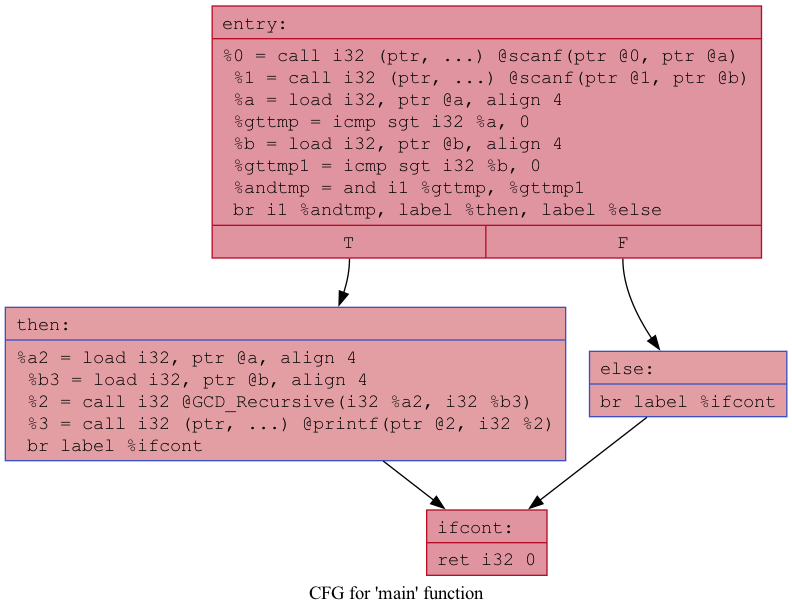 entry:
%0 = call i32 (ptr, ...) @scanf(ptr @0, ptr @a)
%1 = call i32 (ptr, ...) @scanf(ptr @1, ptr @b)
%a = load i32, ptr @a, align 4
%gttmp = icmp sgt i32 %a, 0
%b = load i32, ptr @b, align 4
%gttmp1 = icmp sgt i32 %b, 0
%andtmp = and i1 %gttmp, %gttmp1
br i1 %andtmp, label %then, label %else
T
F
then:
%a2 = load i32, ptr @a, align 4
%b3 = load i32, ptr @b, align 4
%2 = call i32 @GCD_Recursive(i32 %a2, i32 %b3)
%3 = call i32 (ptr, ...) @printf(ptr @2, i32 %2)
br label %ifcont
else:
br label %ifcont
ifcont:
ret i32 0
CFG for 'main' function